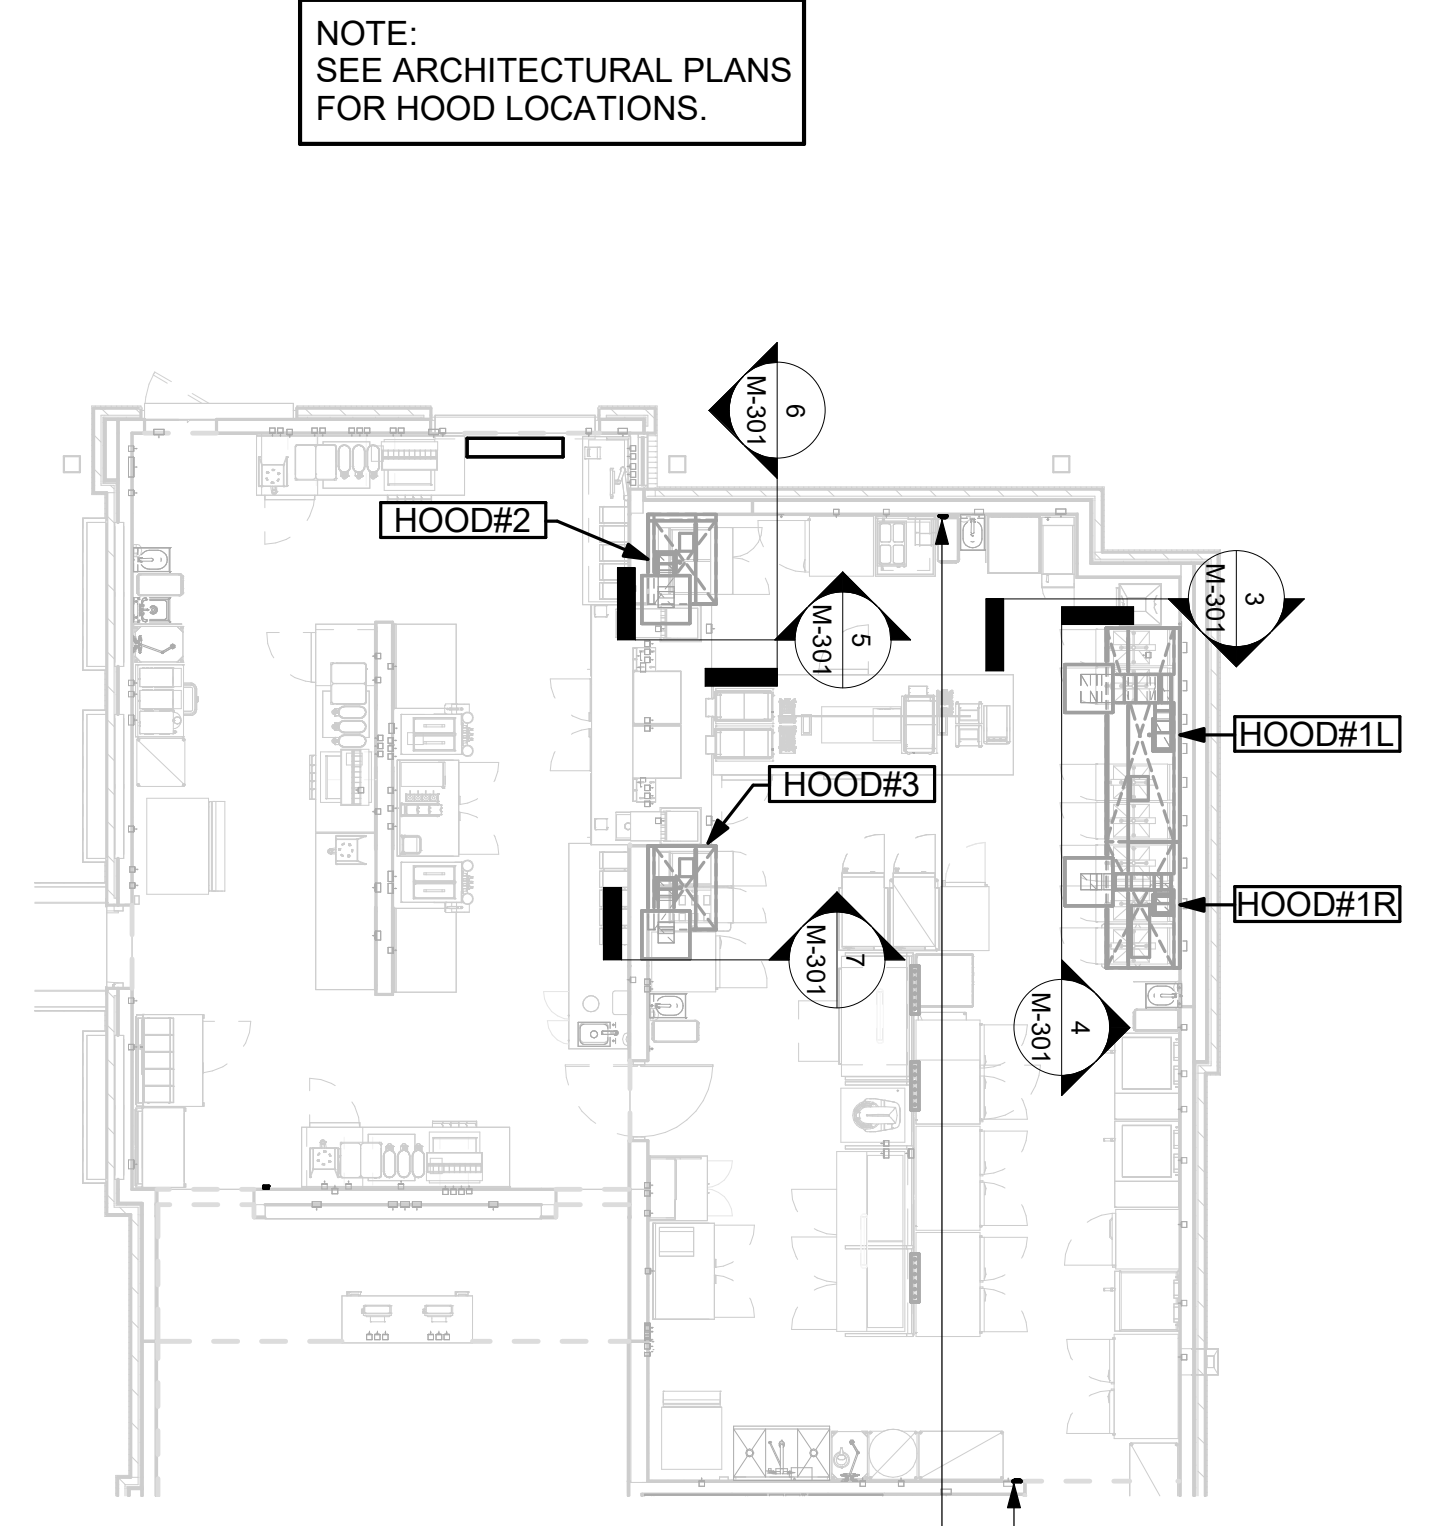 NOTE:
SEE ARCHITECTURAL PLANS
FOR HOOD LOCATIONS.
6
M-301
HOOD#2
3
M-301
5
M-301
HOOD#1L
HOOD#3
HOOD#1R
7
M-301
4
M-301